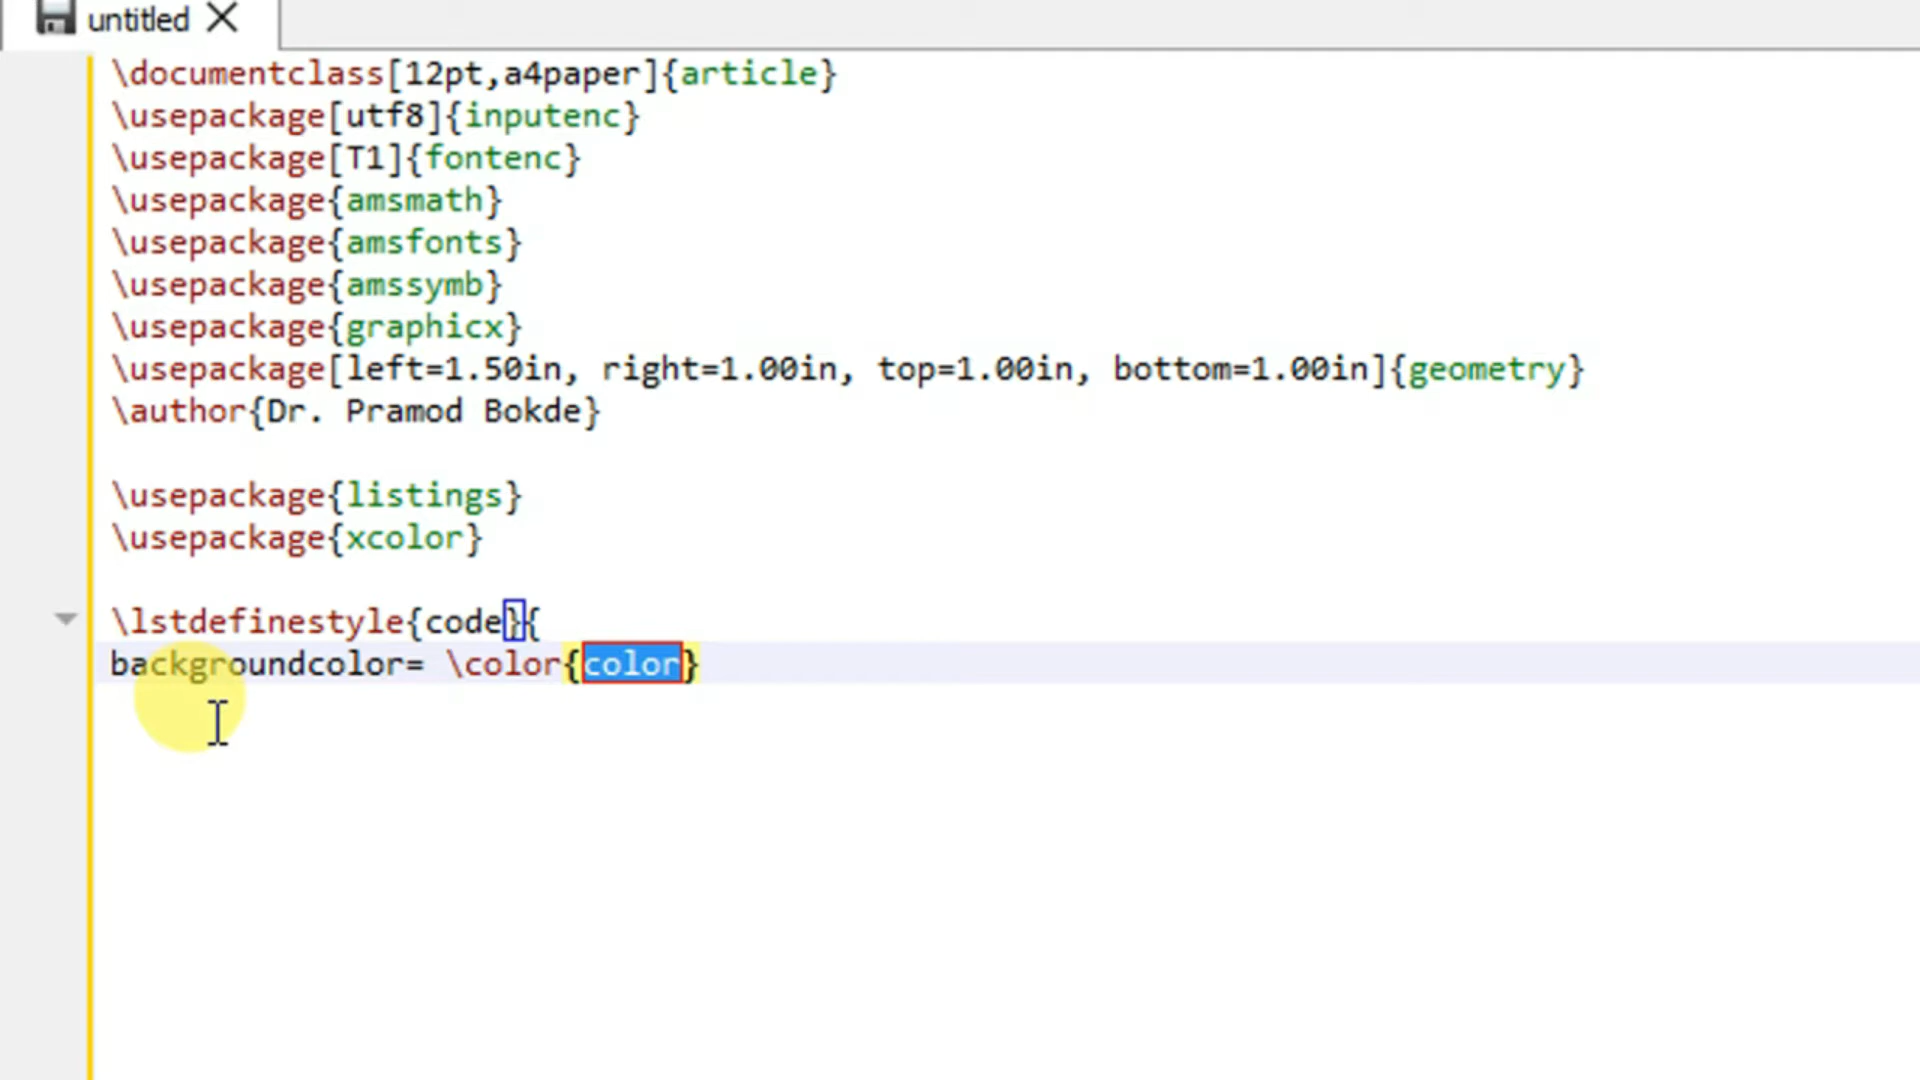 untitled
\documentclass[12pt,a4paper]{article}
\usepackage[utf8]{inputenc}
\usepackage[T1]{fontenc}
\usepackage{amsmath}
\usepackage{amsfonts}
\usepackage{amssymb}
\usepackage{graphicx}
\usepackage[left=1.50in, right=1.00in, top=1.00in, bottom=1.00in]{geometry}
\author{Dr. Pramod Bokde}
\usepackage{listings}
\usepackage{xcolor}
\lstdefinestyle{code}{
backgroundcolor= \color{color}